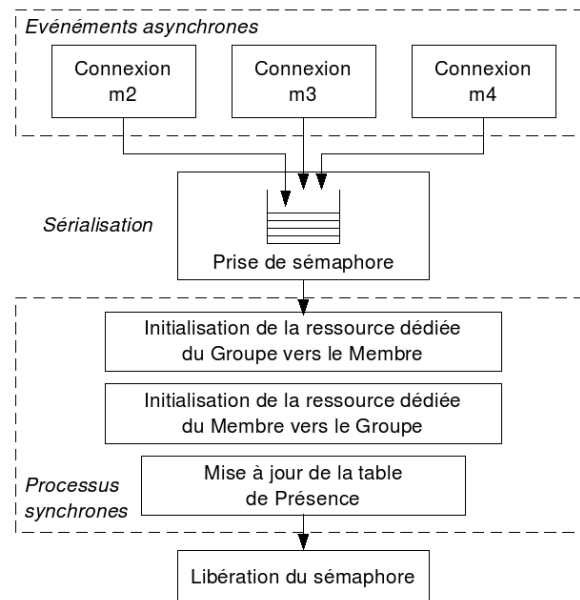 Evénéments asynchrones
Connexion
m2
Connexion
m3
Connexion
m4
Sérialisation
Prise de sémaphore
Initialisation de la ressource dédiée
du Groupe vers le Membre
Initialisation de la ressource dédiée
du Membre vers le Groupe
Mise à jour de la table
de Présence
Processus
synchrones
Libération du sémaphore